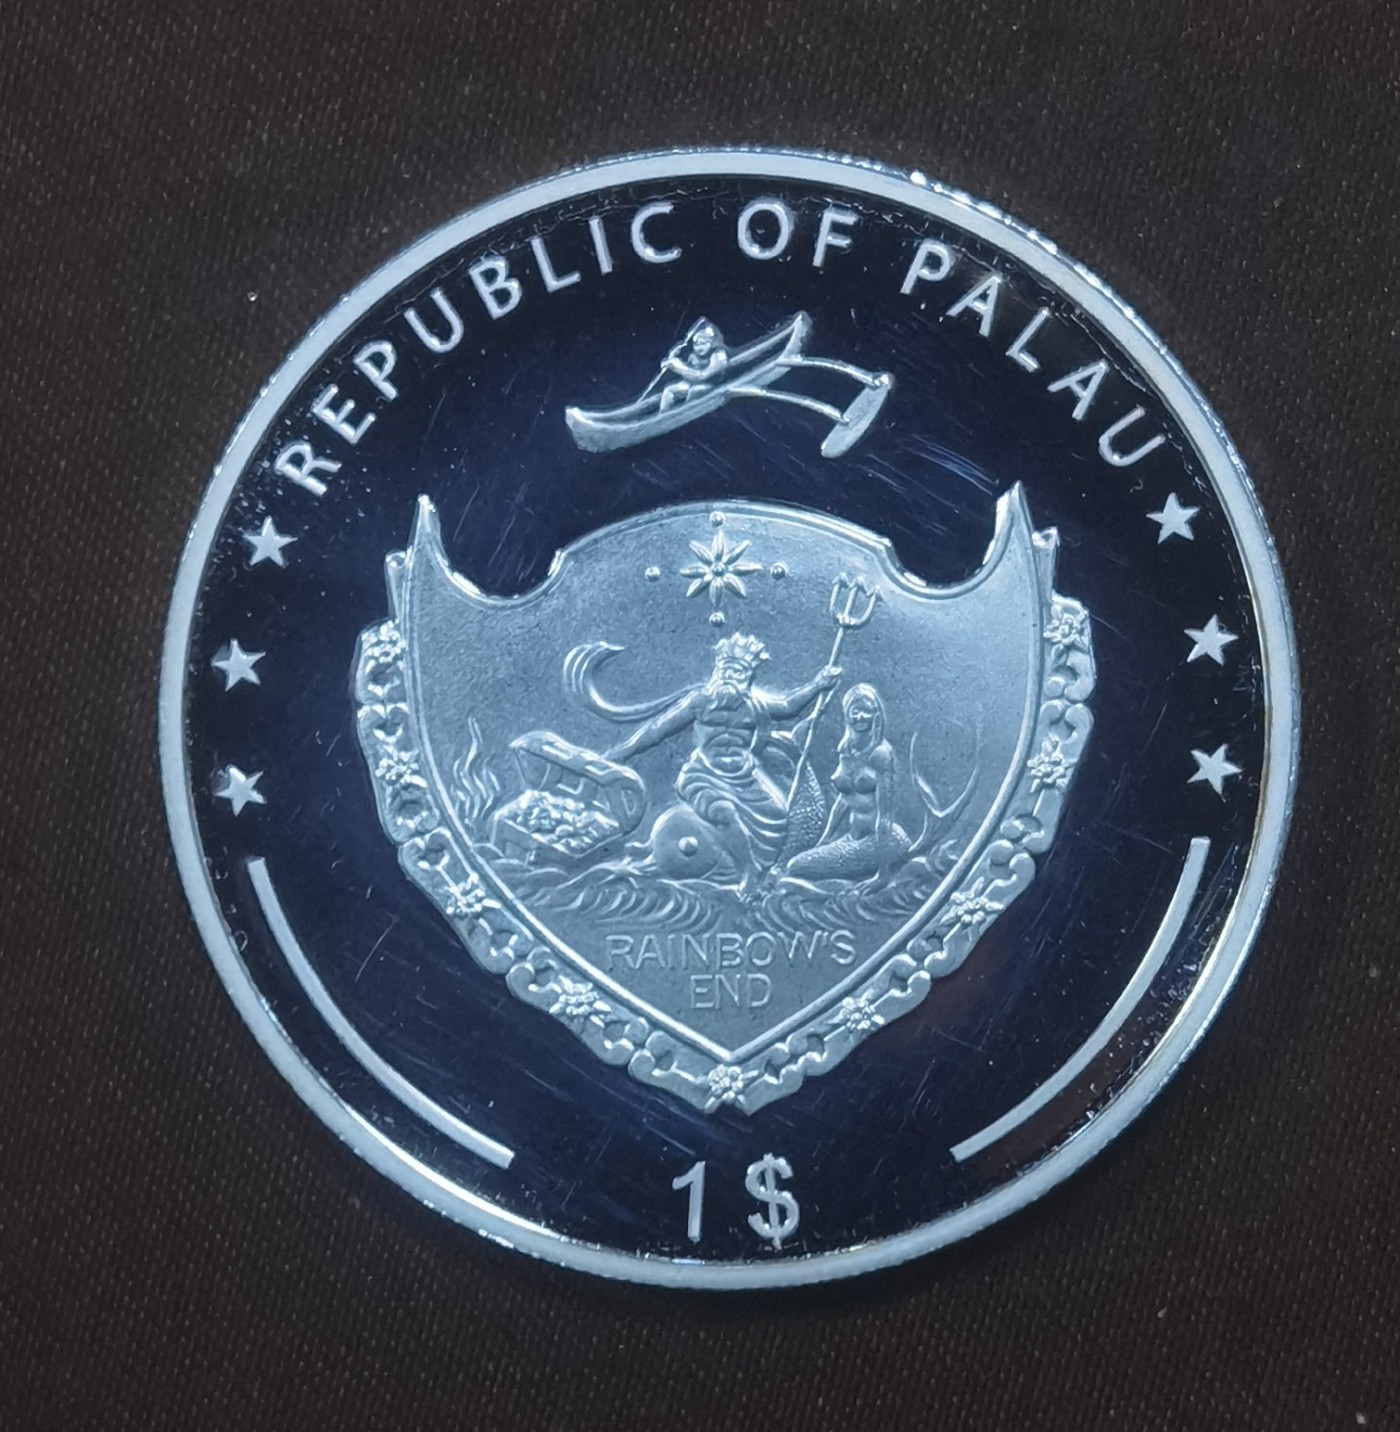 REPUBLIC OF PALAU
RAINBOW'S
END
1 $